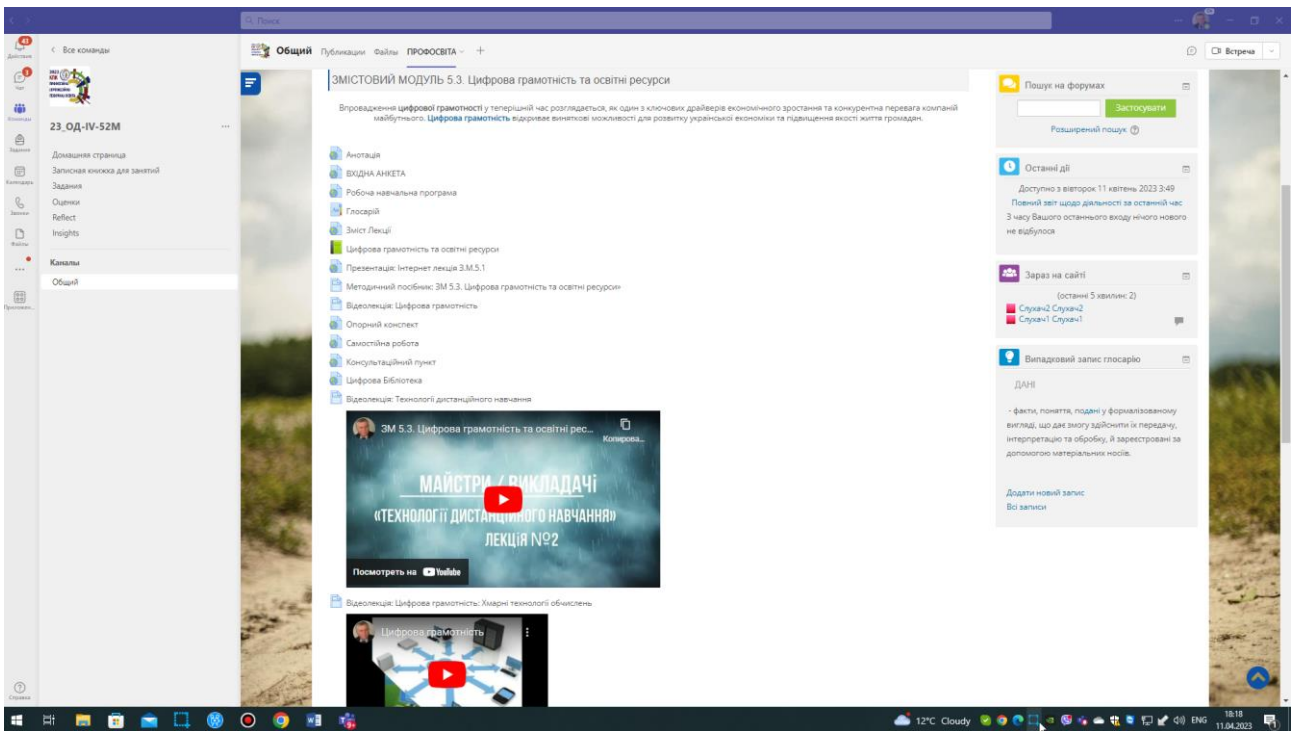 Поиск
43
Действия
Чат
Команды
Задания
Календарь
Звонки
Файлы
Справка
Все команды
23_ОД-IV-52М
Домашняя страница
Записная книжка для занятий
Задания
Оценки
Reflect
Insights
Каналы
Общий
Общий Публикации Файлы ПРОФОСВІТА
Встреча
ЗМІСТОВИЙ МОДУЛЬ 5.3. Цифрова грамотність та освітні ресурси
Впровадження цифрової грамотності у теперішній час розглядається, як один з ключових драйверів економічного зростання та конкурентна перевага компаній
майбутнього. Цифрова грамотність відкриває виняткові можливості для розвитку української економіки та підвищення якості життя громадян.
Анотація
ВХІДНА АНКЕТА
Робоча навчальна програма
Глосарій
Зміст Лекції
Цифрова грамотність та освітні ресурси
Презентація: Інтернет лекція З.М.5.1
Методичний посібник: ЗМ 5.3. Цифрова грамотність та освітні ресурси»
Відеолекція: Цифрова грамотність
Опорний конспект
Самостійна робота
Консультаційний пункт
Цифрова Бібліотека
Відеолекція: Технології дистанційного навчання
ЗМ 5.3. Цифрова грамотність та освітні рес...
Копирова...
МАЙСТРИ / ВИКЛАДАЧі
«ТЕХНОЛОГії ДИСТАНЦійНОГО НАВЧАННЯ»
ЛЕКЦіЯ №2
Посмотреть на YouTube
Відеолекція: Цифрова грамотність: Хмарні технології обчислень
Цифрова грамотність
Пошук на форумах
Застосувати
Розширений пошук
Останні дії
Доступно з вівторок 11 квітень 2023 3:49
Повний звіт щодо діяльності за останній час
З часу Вашого останнього входу нічого нового
не відбулося
Зараз на сайті
(останні 5 хвилин: 2)
Слухач2 Слухач2
Слухач1 Слухач1
Випадковий запис глосарію
ДАНІ
- факти, поняття, подані у формалізованому
вигляді, що дає змогу здійснити їх передачу,
інтерпретацію та обробку, й зареєстровані за
допомогою матеріальних носіїв.
Додати новий запис
Всі записи
12°C Cloudy
ENG
18:18
11.04.2023